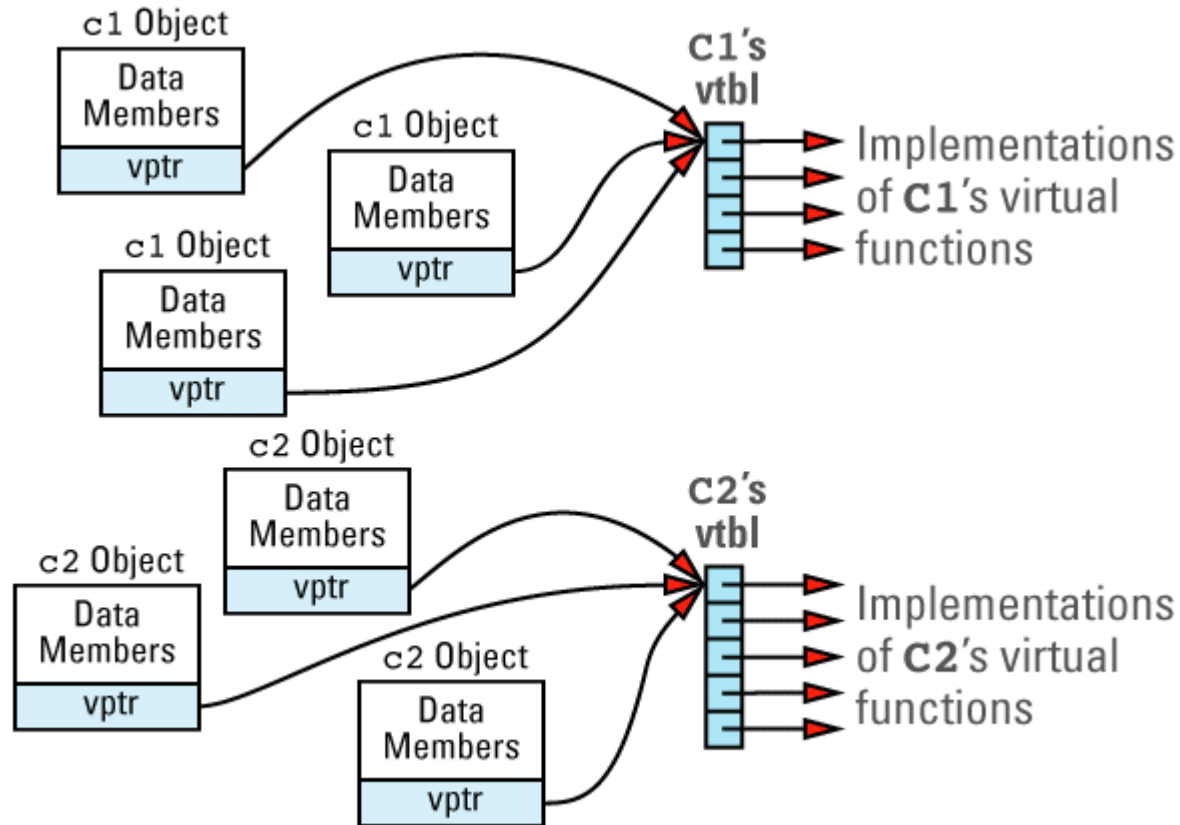 c1 Object
Data
Members
vptr
c1 Object
Data
Members
vptr
c1 Object
Data
Members
vptr
C1's
vtbl
Implementations
of C1's virtual
functions
c2 Object
Data
Members
vptr
c2 Object
Data
Members
vptr
c2 Object
Data
Members
vptr
C2's
vtbl
Implementations
of C2's virtual
functions